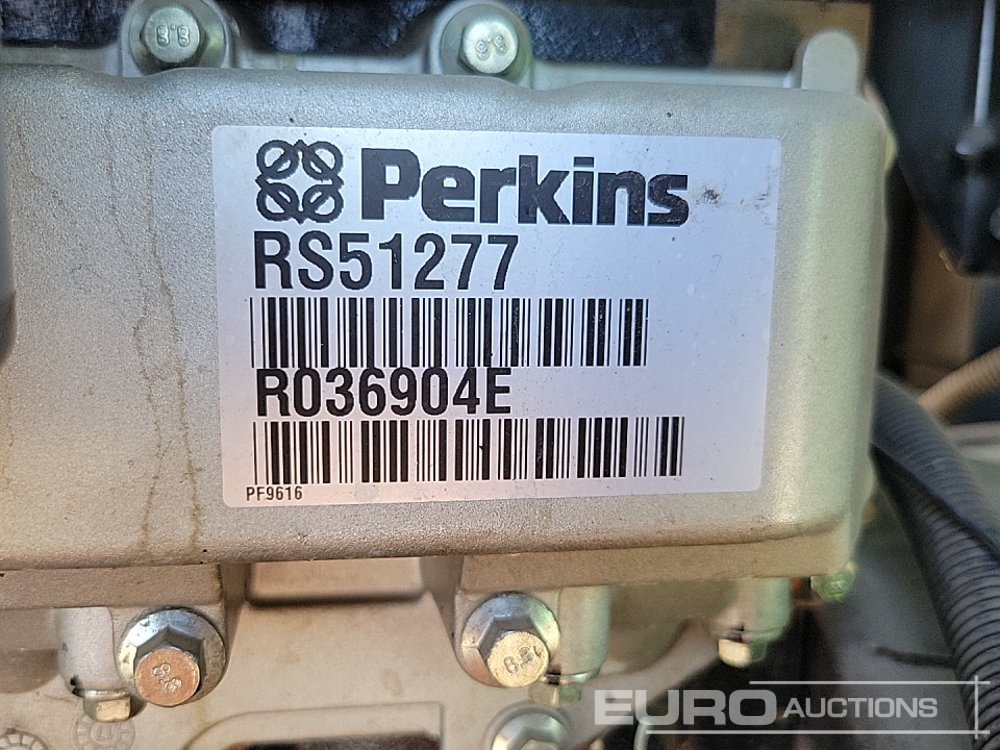 8.8
8.8
Perkins
RS51277
R036904E
PF9616
8.8
8.8
EURO AUCTIONS